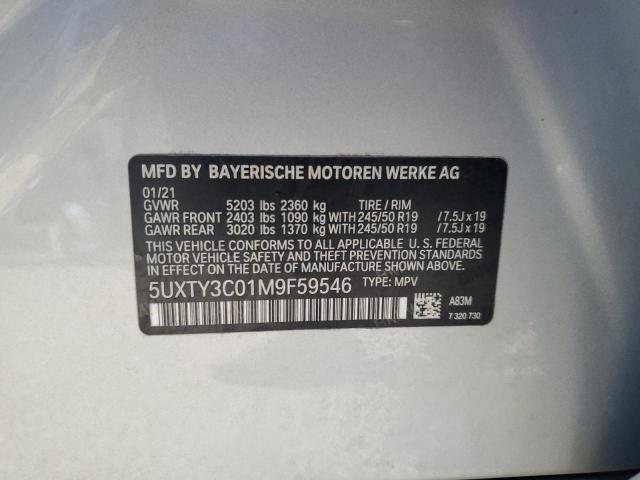 MFD BY BAYERISCHE MOTOREN WERKE AG
01/21
GVWR 5203 lbs 2360 kg TIRE / RIM
GAWR FRONT 2403 lbs 1090 kg WITH 245/50 R19 /7.5J x 19
GAWR REAR 3020 lbs 1370 kg WITH 245/50 R19 /7.5J x 19
THIS VEHICLE CONFORMS TO ALL APPLICABLE U. S. FEDERAL
MOTOR VEHICLE SAFETY, BUMPER, AND THEFT PREVENTION STANDARDS
IN EFFECT ON THE DATE OF MANUFACTURE SHOWN ABOVE.
5UXTY3C01M9F59546 TYPE: MPV
A83M
7 320 730